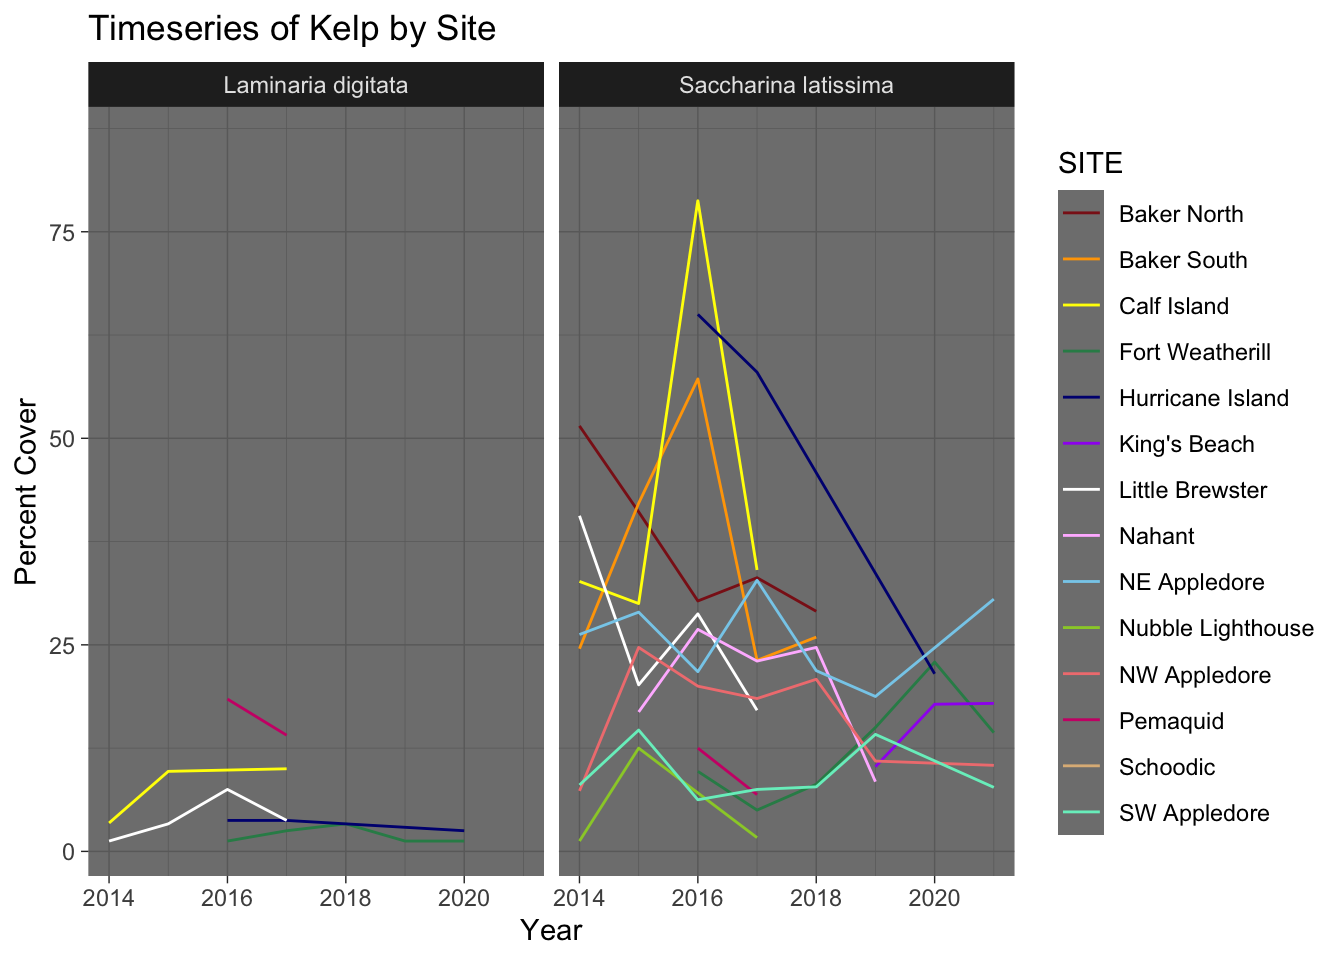 Timeseries of Kelp by Site
Laminaria digitata
Saccharina latissima
Percent Cover
75
50
25
0
2014 2016 2018 2020
2014 2016 2018 2020
Year
SITE
Baker North
Baker South
Calf Island
Fort Weatherill
Hurricane Island
King's Beach
Little Brewster
Nahant
NE Appledore
Nubble Lighthouse
NW Appledore
Pemaquid
Schoodic
SW Appledore